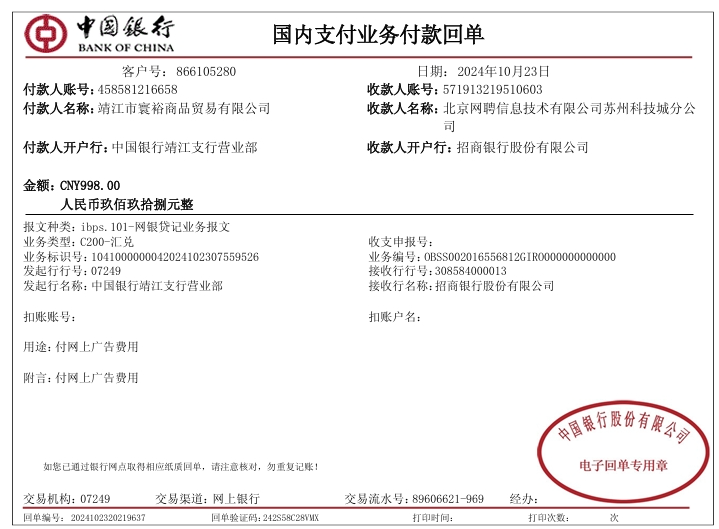 中国银行
BANK OF CHINA
国内支付业务付款回单
客户号：866105280 日期：2024年10月23日
付款人账号：458581216658 收款人账号：571913219510603
付款人名称：靖江市寰裕商品贸易有限公司 收款人名称：北京网聘信息技术有限公司苏州科技城分公
司
付款人开户行：中国银行靖江支行营业部 收款人开户行：招商银行股份有限公司
金额：CNY998.00
人民币玖佰玖拾捌元整
报文种类：ibps.101-网银贷记业务报文
业务类型：C200-汇兑 收支申报号：
业务标识号：1041000000042024102307559526 业务编号：OBSS002016556812GIRO000000000000
发起行行号：07249 接收行行号：308584000013
发起行名称：中国银行靖江支行营业部 接收行名称：招商银行股份有限公司
扣账账号： 扣账户名：
用途：付网上广告费用
附言：付网上广告费用
中国银行股份有限公司
电子回单专用章
如您已通过银行网点取得相应纸质回单，请注意核对，勿重复记账！
交易机构：07249 交易渠道：网上银行 交易流水号：89606621-969 经办：
回单编号：2024102320219637 回单验证码：242S58C28VMX 打印时间： 打印次数： 次